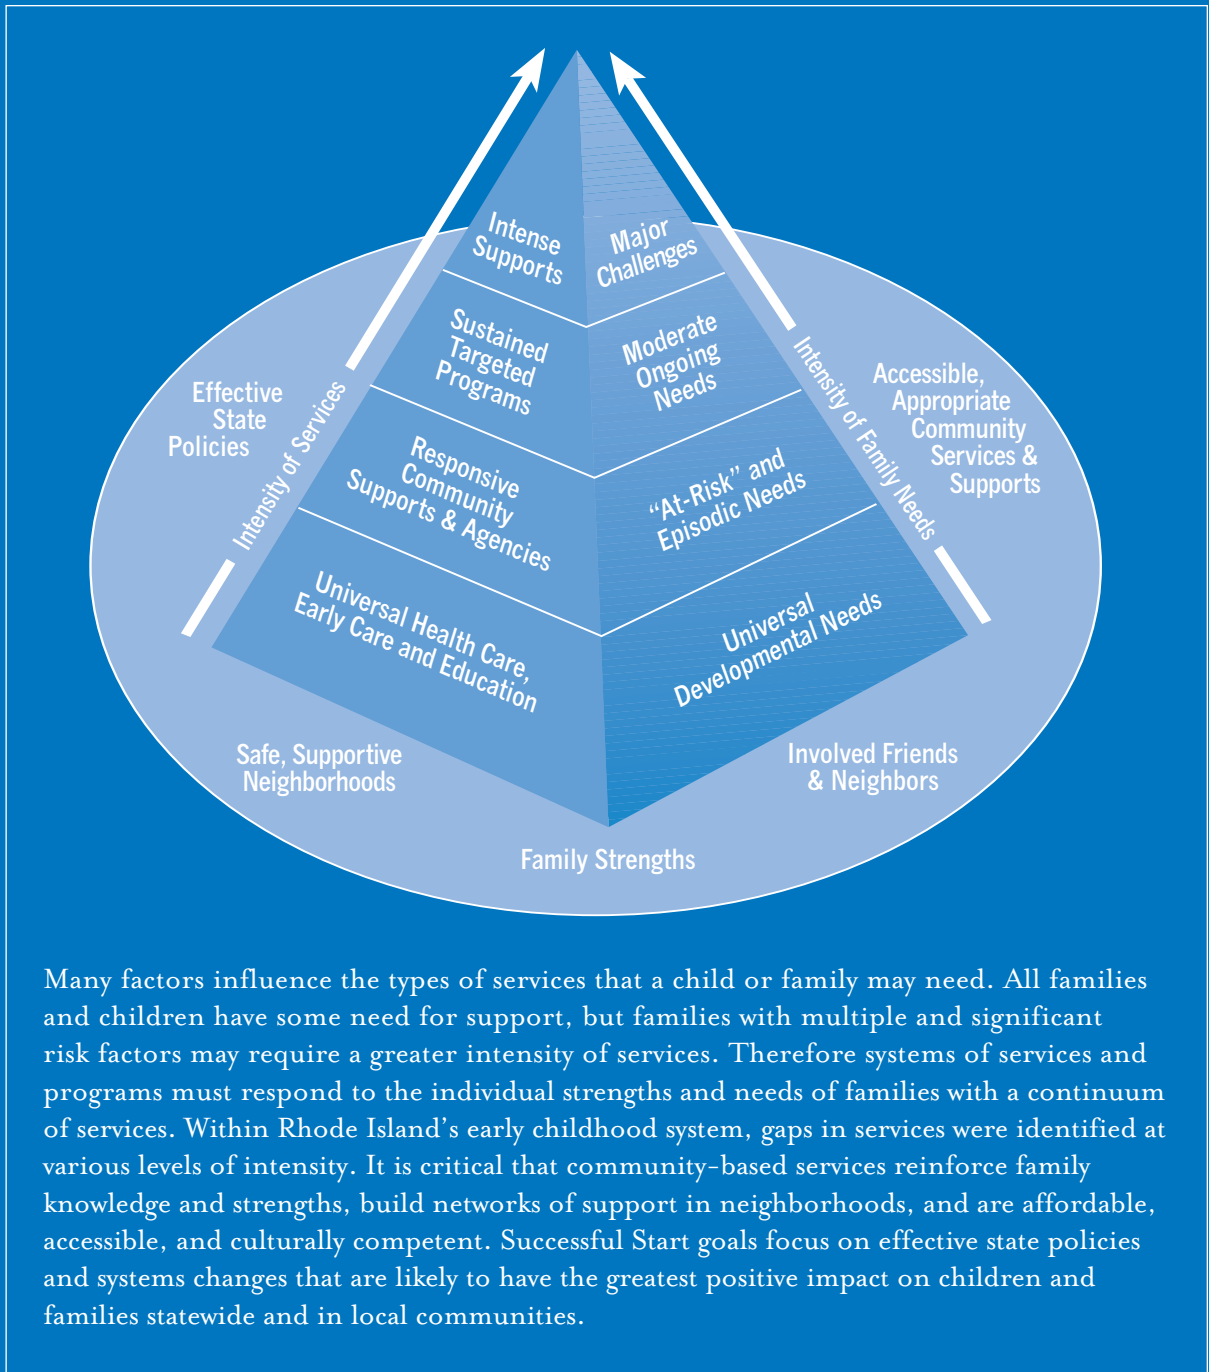 Intense
Supports
Major
Challenges
Sustained
Targeted
Programs
Moderate
Ongoing
Needs
Effective
State
Policies
Intensity of Services
Intensity of Family Needs
Accessible,
Appropriate
Community
Services &
Supports
Responsive
Community
Supports & Agencies
“At-Risk” and
Episodic Needs
Universal Health Care,
Early Care and Education
Universal
Developmental Needs
Safe, Supportive
Neighborhoods
Involved Friends
& Neighbors
Family Strengths
Many factors influence the types of services that a child or family may need. All families
and children have some need for support, but families with multiple and significant
risk factors may require a greater intensity of services. Therefore systems of services and
programs must respond to the individual strengths and needs of families with a continuum
of services. Within Rhode Island’s early childhood system, gaps in services were identified at
various levels of intensity. It is critical that community-based services reinforce family
knowledge and strengths, build networks of support in neighborhoods, and are affordable,
accessible, and culturally competent. Successful Start goals focus on effective state policies
and systems changes that are likely to have the greatest positive impact on children and
families statewide and in local communities.